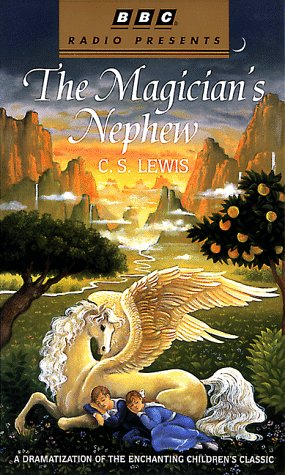 BBC
RADIO PRESENTS
The Magician's
Nephew
C. S. LEWIS
A DRAMATIZATION OF THE ENCHANTING CHILDREN'S CLASSIC